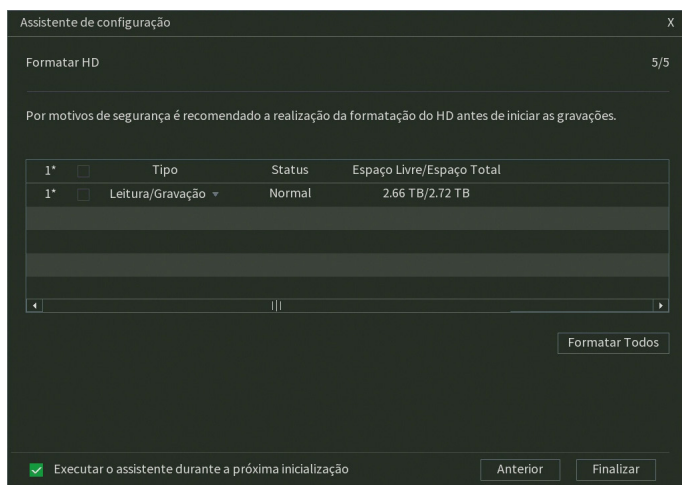 Assistente de configuração X
Formatar HD 5/5
Por motivos de segurança é recomendado a realização da formatação do HD antes de iniciar as gravações.
1* Tipo Status Espaço Livre/Espaço Total
1* Leitura/Gravação Normal 2.66 TB/2.72 TB
Formatar Todos
Executar o assistente durante a próxima inicialização Anterior Finalizar